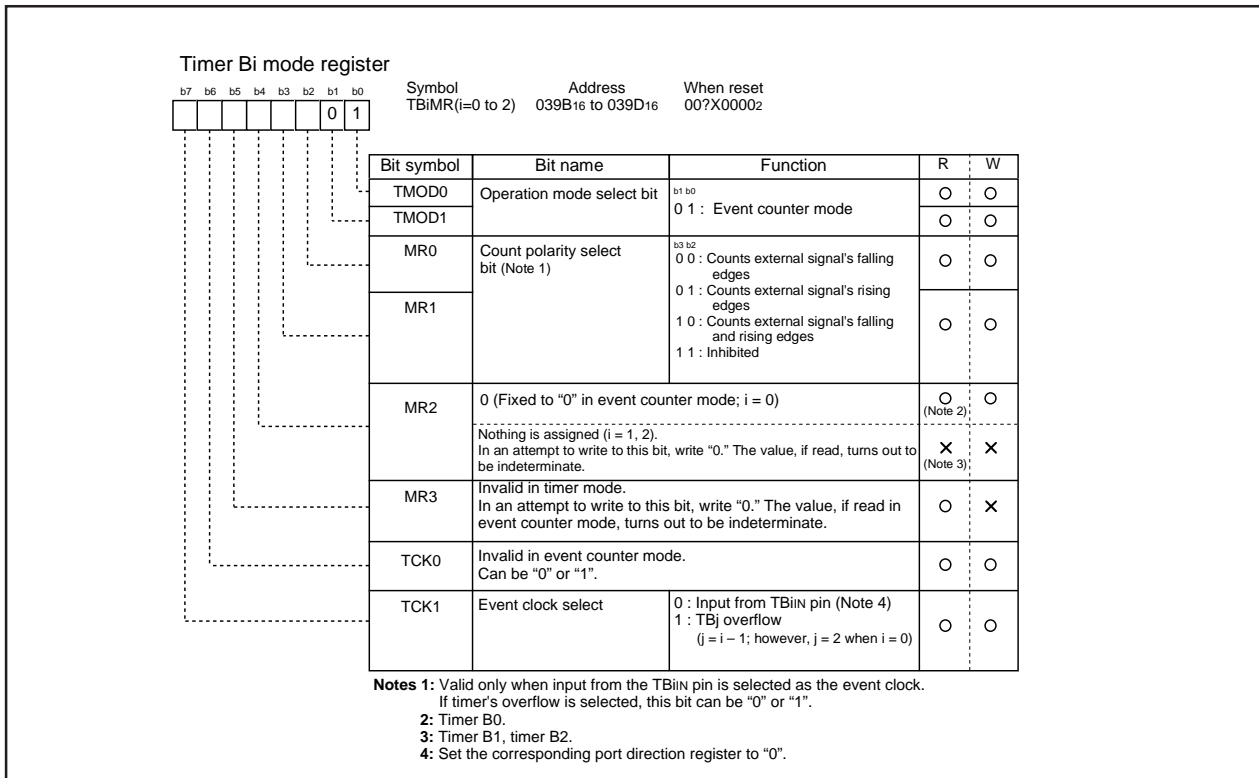 Timer Bi mode register
Symbol Address When reset
TBiMR(i=0 to 2) 039B16 to 039D16 00?X00002
b7 b6 b5 b4 b3 b2 b1 b0
0 1
Bit symbol Bit name Function R W
TMOD0 Operation mode select bit b1 b0 O O
0 1 : Event counter mode
TMOD1 O O
MR0 Count polarity select b3 b2
bit (Note 1) 0 0 : Counts external signal’s falling O O
edges
0 1 : Counts external signal’s rising
MR1 edges
1 0 : Counts external signal’s falling O O
and rising edges
1 1 : Inhibited
MR2 0 (Fixed to “0” in event counter mode; i = 0) O O
(Note 2)
Nothing is assigned (i = 1, 2).
In an attempt to write to this bit, write “0.” The value, if read, turns out to ✕ ✕
be indeterminate. (Note 3)
MR3 Invalid in timer mode.
In an attempt to write to this bit, write “0.” The value, if read in O ✕
event counter mode, turns out to be indeterminate.
TCK0 Invalid in event counter mode. O O
Can be “0” or “1”.
TCK1 Event clock select 0 : Input from TBiIN pin (Note 4)
1 : TBj overflow O O
(j = i – 1; however, j = 2 when i = 0)
Notes 1: Valid only when input from the TBiIN pin is selected as the event clock.
If timer's overflow is selected, this bit can be “0” or “1”.
2: Timer B0.
3: Timer B1, timer B2.
4: Set the corresponding port direction register to “0”.